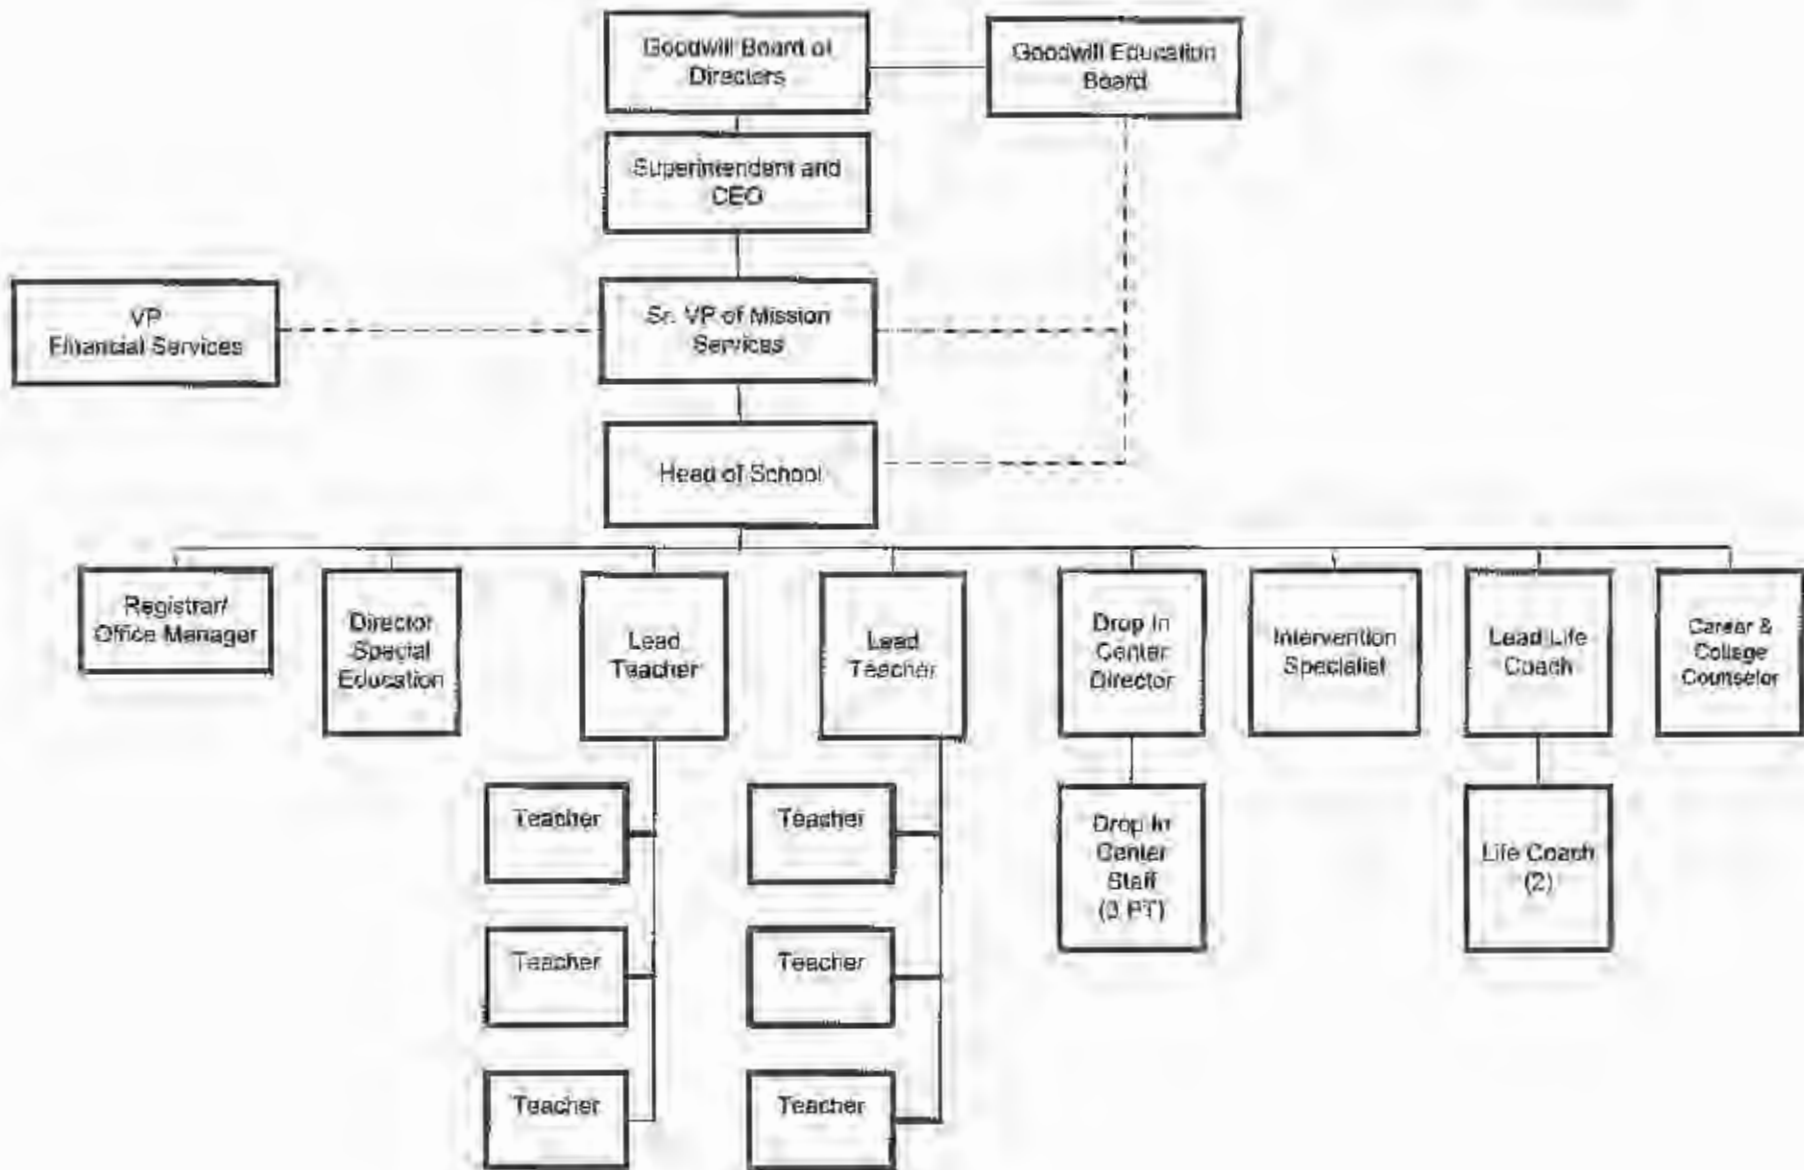 Goodwill Board of
Directors
Goodwill Education
Board
Superintendent and
CEO
VP
Financial Services
Sr. VP of Mission
Services
Head of School
Registrar/
Office Manager
Director
Special
Education
Lead
Teacher
Lead
Teacher
Drop In
Center
Director
Intervention
Specialist
Lead Life
Coach
Career &
College
Counselor
Teacher
Teacher
Drop In
Center
Staff
(3 PT)
Life Coach
(2)
Teacher
Teacher
Teacher
Teacher